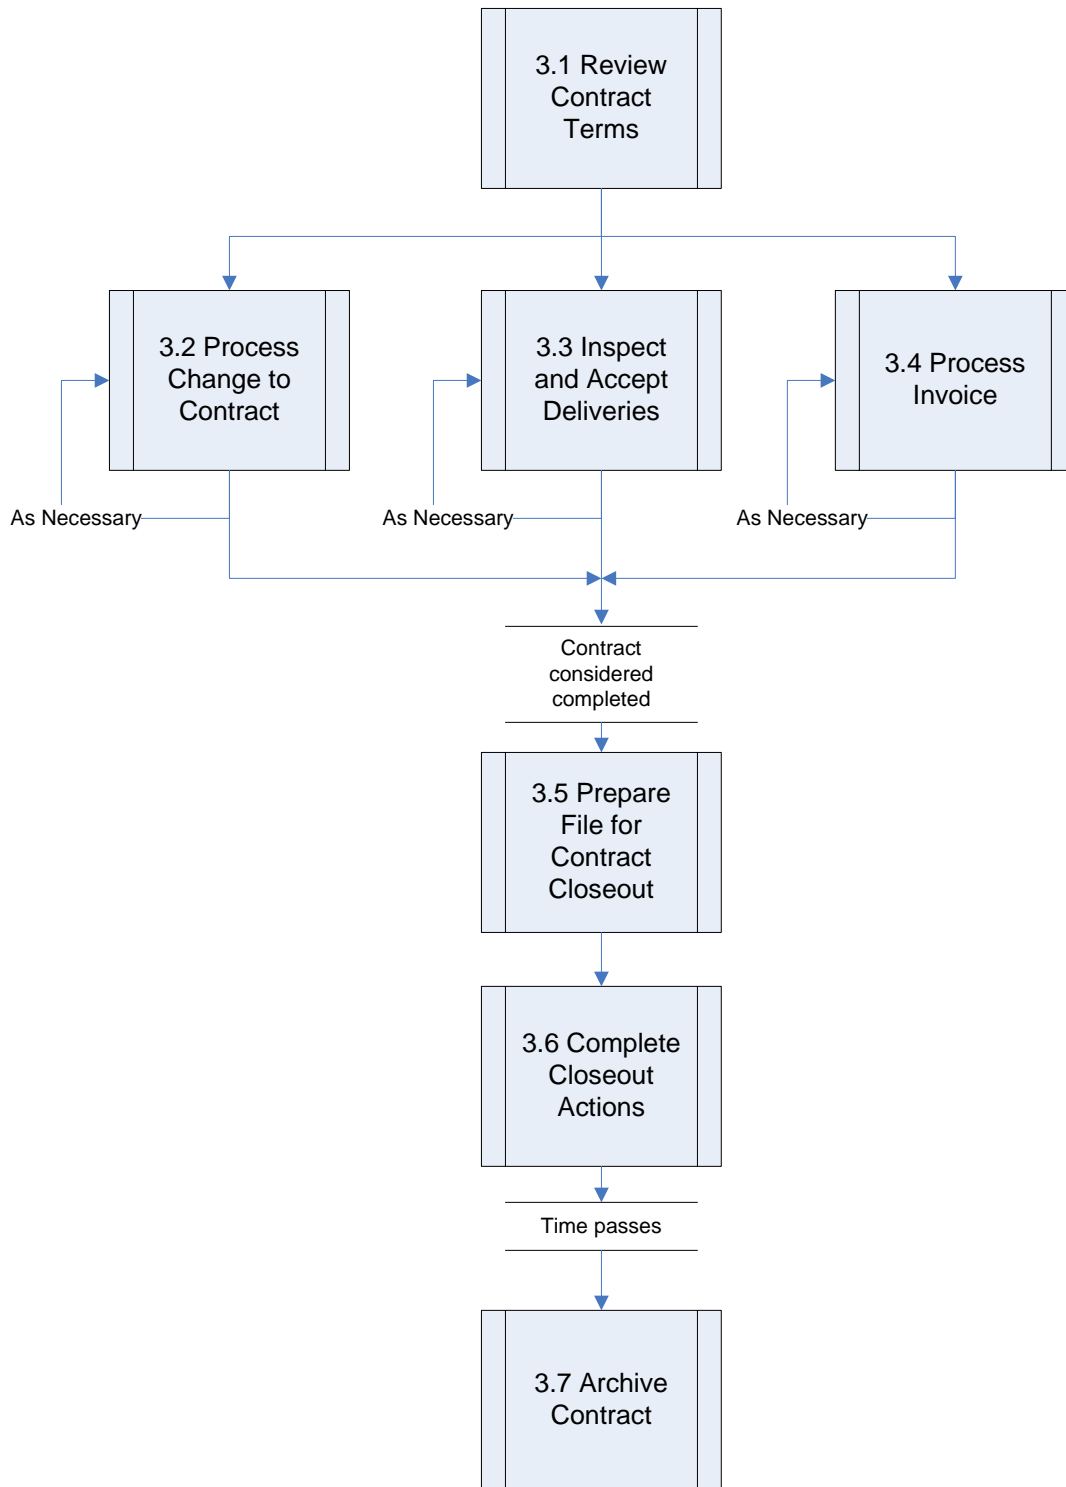 3.1 Review
Contract
Terms
3.2 Process
Change to
Contract
3.3 Inspect
and Accept
Deliveries
3.4 Process
Invoice
As Necessary
As Necessary
As Necessary
Contract
considered
completed
3.5 Prepare
File for
Contract
Closeout
3.6 Complete
Closeout
Actions
Time passes
3.7 Archive
Contract